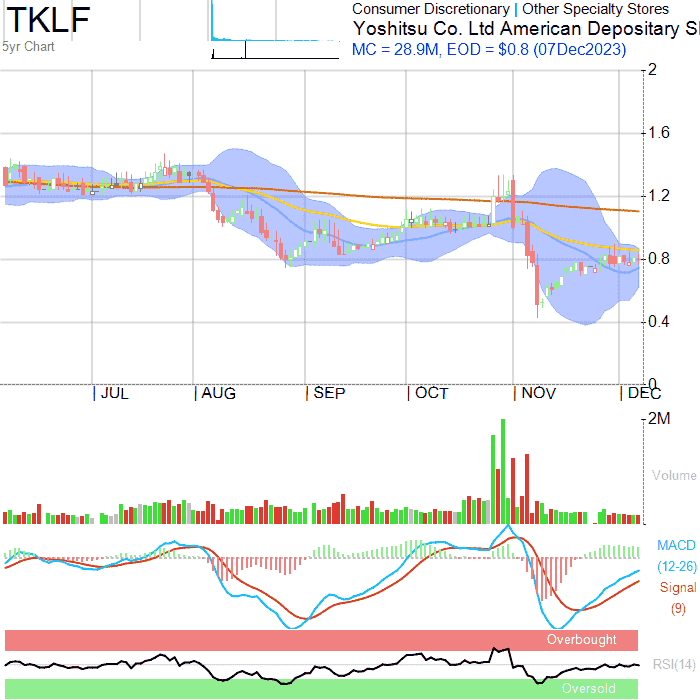 TKLF
5yr Chart
Consumer Discretionary | Other Specialty Stores
Yoshitsu Co. Ltd American Depositary S
MC = 28.9M, EOD = $0.8 (07Dec2023)
2
1.6
1.2
0.8
0.4
0
JUL AUG SEP OCT NOV DEC
2M
Volume
MACD
(12-26)
Signal
(9)
Overbought
RSI(14)
Oversold